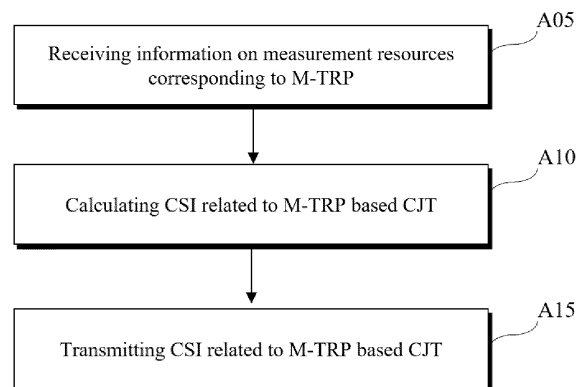 A05
Receiving information on measurement resources
corresponding to M-TRP
A10
Calculating CSI related to M-TRP based CJT
A15
Transmitting CSI related to M-TRP based CJT